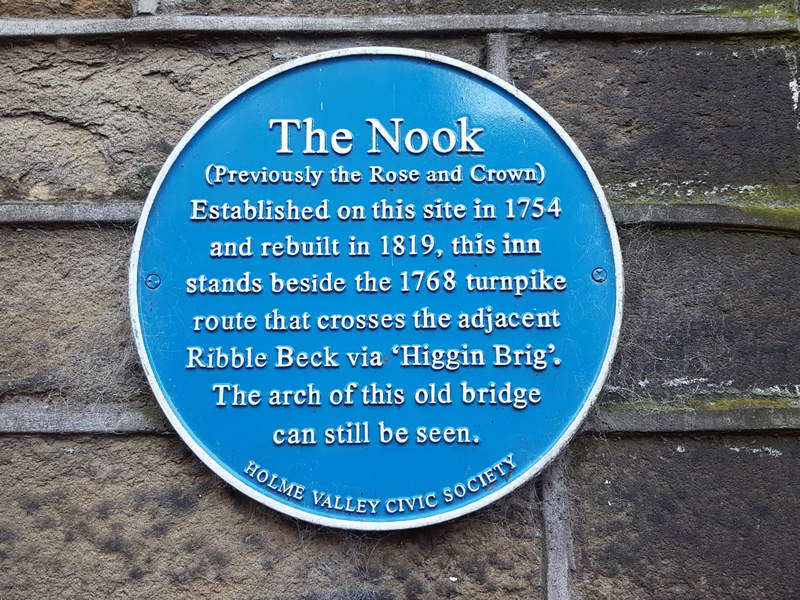 The Nook
(Previously the Rose and Crown)
Established on this site in 1754
and rebuilt in 1819, this inn
stands beside the 1768 turnpike
route that crosses the adjacent
Ribble Beck via ‘Higgin Brig’.
The arch of this old bridge
can still be seen.
HOLME VALLEY CIVIC SOCIETY